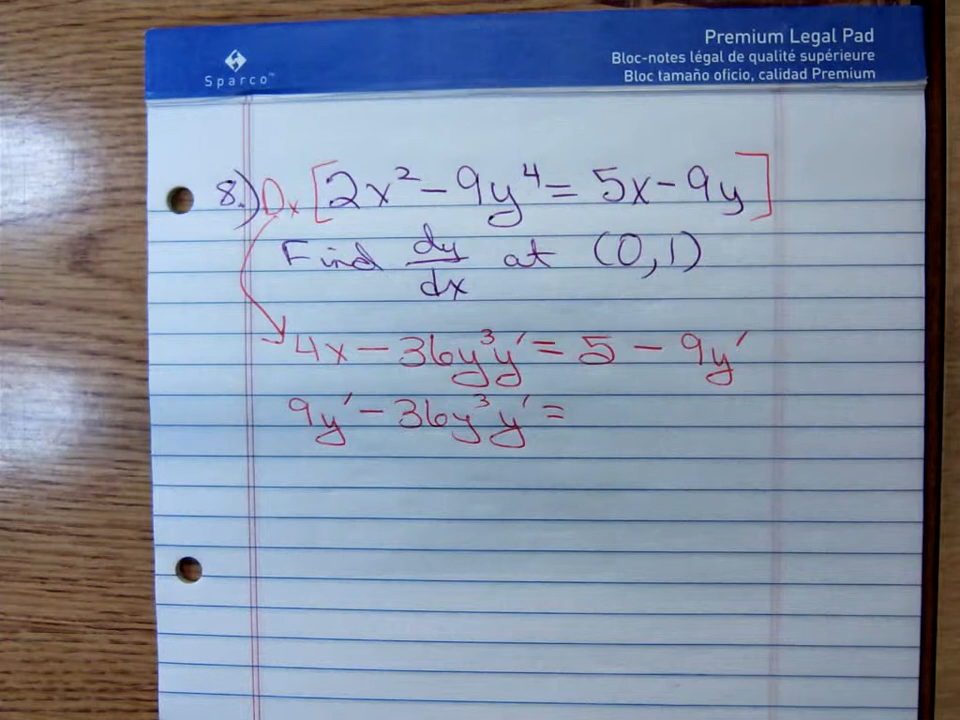 Premium Legal Pad
Bloc-notes légal de qualité supérieure
Bloc tamaño oficio, calidad Premium
Sparco™
8.) Dx [2x² - 9y⁴ = 5x - 9y]
Find dy/dx at (0,1)
4x - 36y³y' = 5 - 9y'
9y' - 36y³y' =